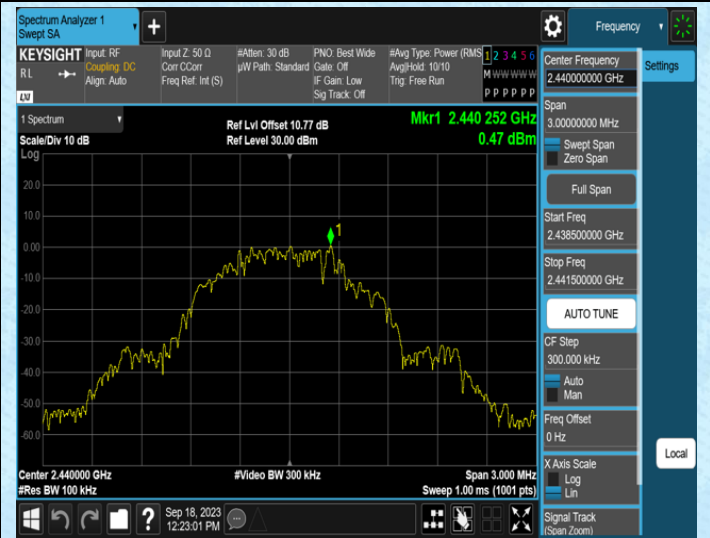 Spectrum Analyzer 1
Swept SA
+
Frequency
KEYSIGHT
RL
LXI
Input: RF
Coupling: DC
Align: Auto
Input Z: 50 Ω
Corr CCorr
Freq Ref: Int (S)
#Atten: 30 dB
µW Path: Standard
PNO: Best Wide
Gate: Off
IF Gain: Low
Sig Track: Off
#Avg Type: Power (RMS)
Avg|Hold: 10/10
Trig: Free Run
1 2 3 4 5 6
M W W W W W
P P P P P P
1 Spectrum
Scale/Div 10 dB
Ref Lvl Offset 10.77 dB
Ref Level 30.00 dBm
Mkr1 2.440 252 GHz
0.47 dBm
Log
20.0
10.0
0.00
-10.0
-20.0
-30.0
-40.0
-50.0
-60.0
1
Center 2.440000 GHz
#Res BW 100 kHz
#Video BW 300 kHz
Span 3.000 MHz
Sweep 1.00 ms (1001 pts)
Center Frequency
2.440000000 GHz
Settings
Span
3.00000000 MHz
Swept Span
Zero Span
Full Span
Start Freq
2.438500000 GHz
Stop Freq
2.441500000 GHz
AUTO TUNE
CF Step
300.000 kHz
Auto
Man
Freq Offset
0 Hz
X Axis Scale
Log
Lin
Signal Track
(Span Zoom)
Local
?
Sep 18, 2023
12:23:01 PM